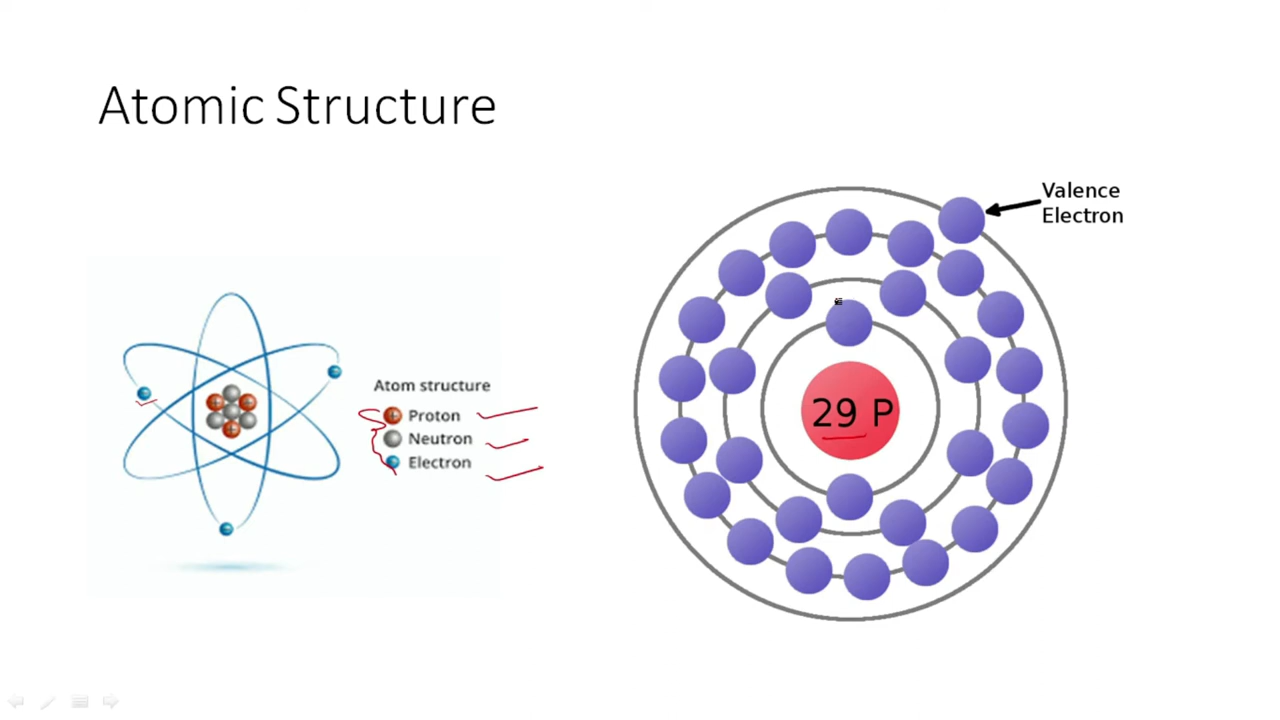 Atomic Structure
Atom structure
Proton
Neutron
Electron
Valence
Electron
29 P